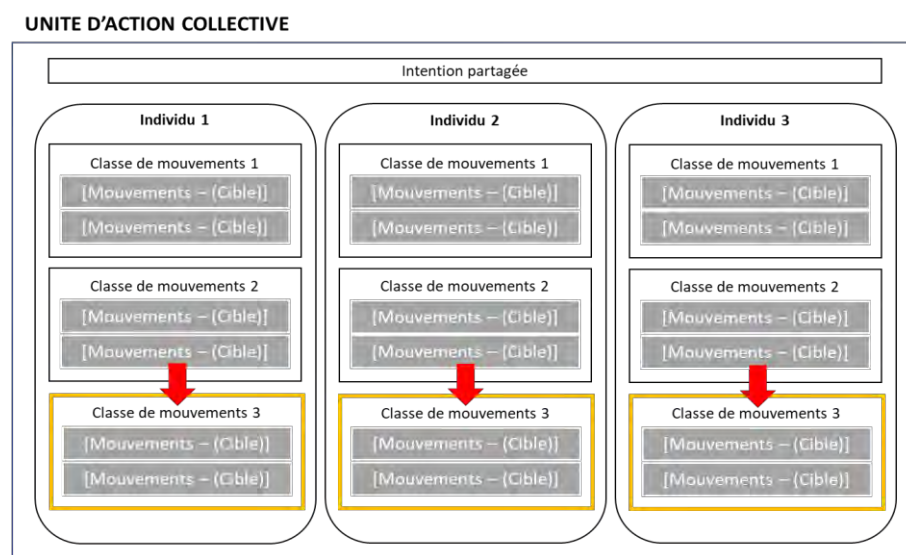 UNITE D'ACTION COLLECTIVE
Intention partagée
Individu 1
Classe de mouvements 1
[Mouvements – (Cible)]
[Mouvements – (Cible)]
Classe de mouvements 2
[Mouvements – (Cible)]
[Mouvements – (Cible)]
Classe de mouvements 3
[Mouvements – (Cible)]
[Mouvements – (Cible)]
Individu 2
Classe de mouvements 1
[Mouvements – (Cible)]
[Mouvements – (Cible)]
Classe de mouvements 2
[Mouvements – (Cible)]
[Mouvements – (Cible)]
Classe de mouvements 3
[Mouvements – (Cible)]
[Mouvements – (Cible)]
Individu 3
Classe de mouvements 1
[Mouvements – (Cible)]
[Mouvements – (Cible)]
Classe de mouvements 2
[Mouvements – (Cible)]
[Mouvements – (Cible)]
Classe de mouvements 3
[Mouvements – (Cible)]
[Mouvements – (Cible)]